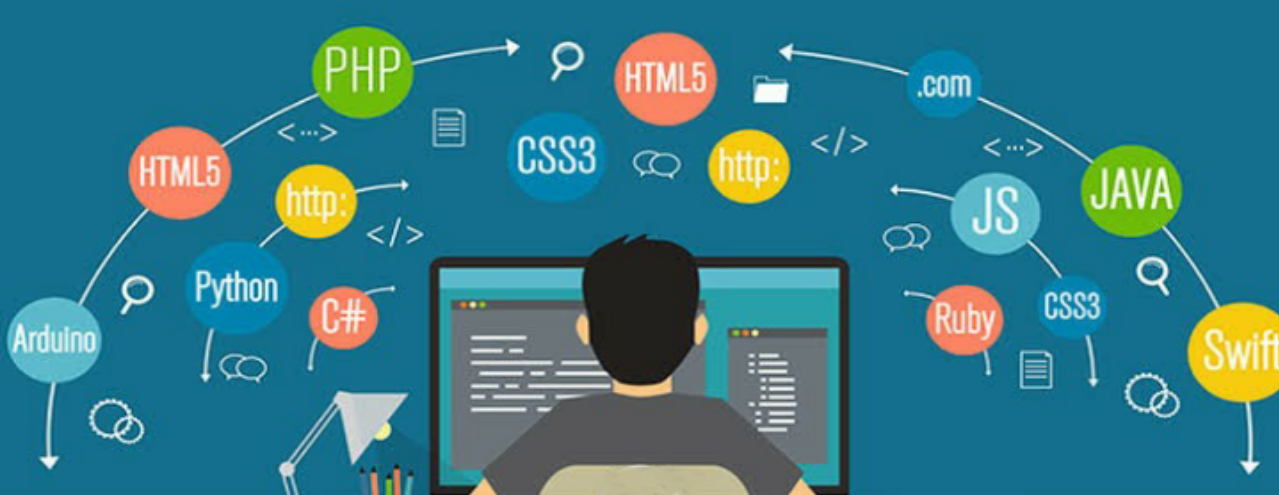 PHP
HTML5
.com
CSS3
http:
HTML5
http:
JS
JAVA
Python
C#
Ruby
CSS3
Arduino
Swift